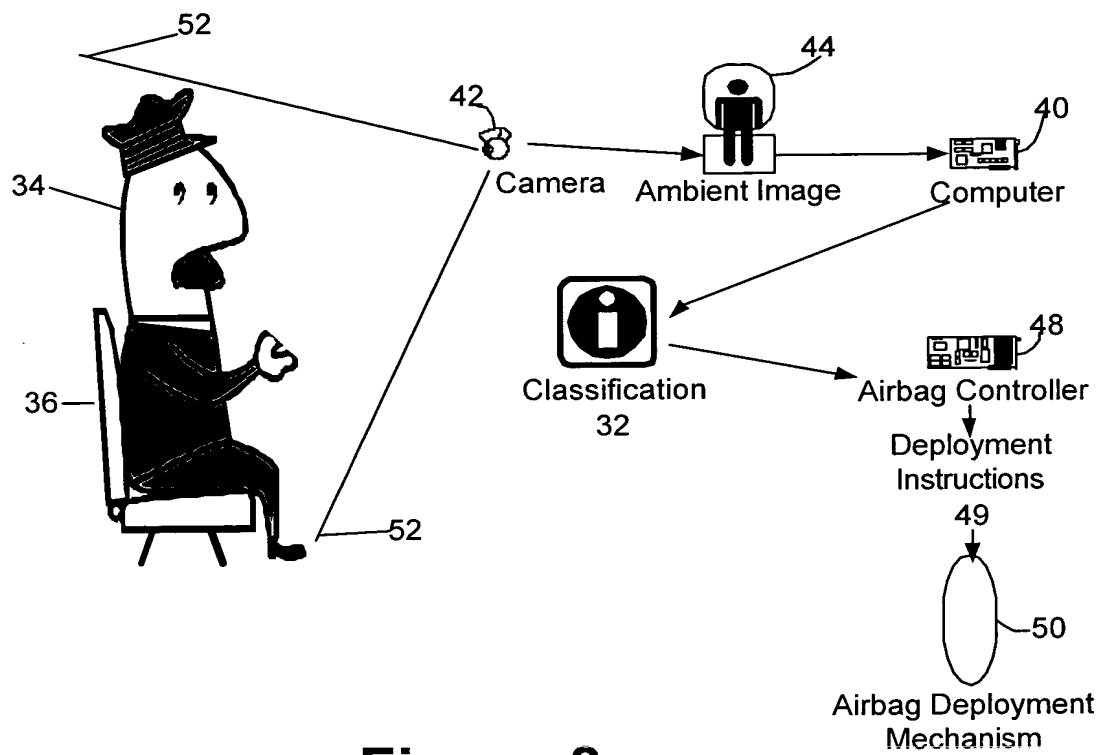 52
44
42
40
34
Camera
Ambient Image
Computer
48
Classification
32
Airbag Controller
36
Deployment
Instructions
49
52
50
Airbag Deployment
Mechanism
Figure